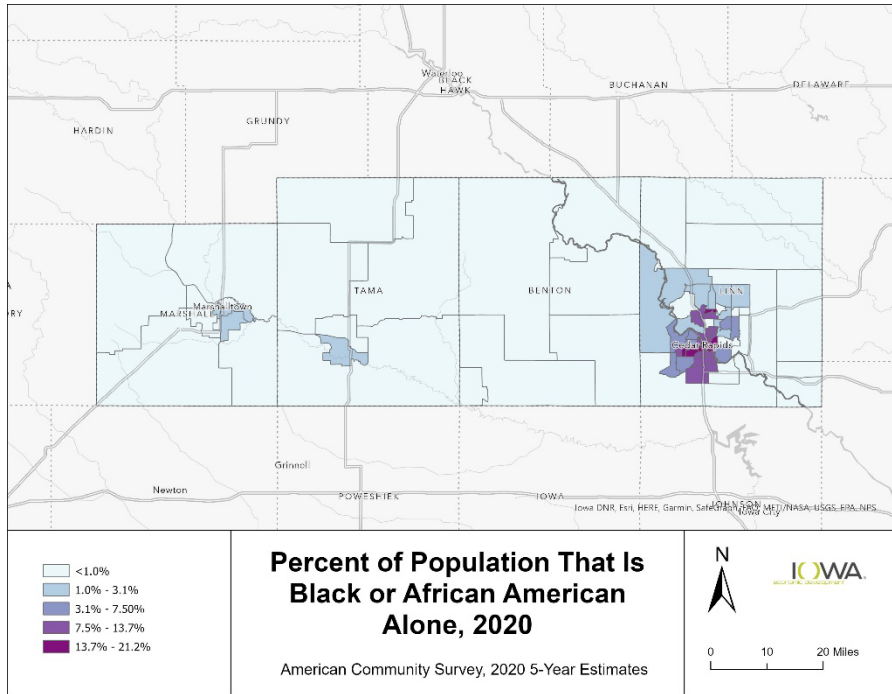 Waterloo
BLACK
HAWK
BUCHANAN
DELAWARE
HARDIN
GRUNDY
TAMA
BENTON
LINN
Marshalltown
MARSHALL
ORY
Cedar Rapids
Grinnell
Newton
POWESHIEK
IOWA
JOHNSON
Iowa City
Iowa DNR, Esri, HERE, Garmin, SafeGraph, FAO, METI/NASA, USGS, EPA, NPS
<1.0%
1.0% - 3.1%
3.1% - 7.50%
7.5% - 13.7%
13.7% - 21.2%
Percent of Population That Is
Black or African American
Alone, 2020
American Community Survey, 2020 5-Year Estimates
N
IOWA.
economic development
0 10 20 Miles